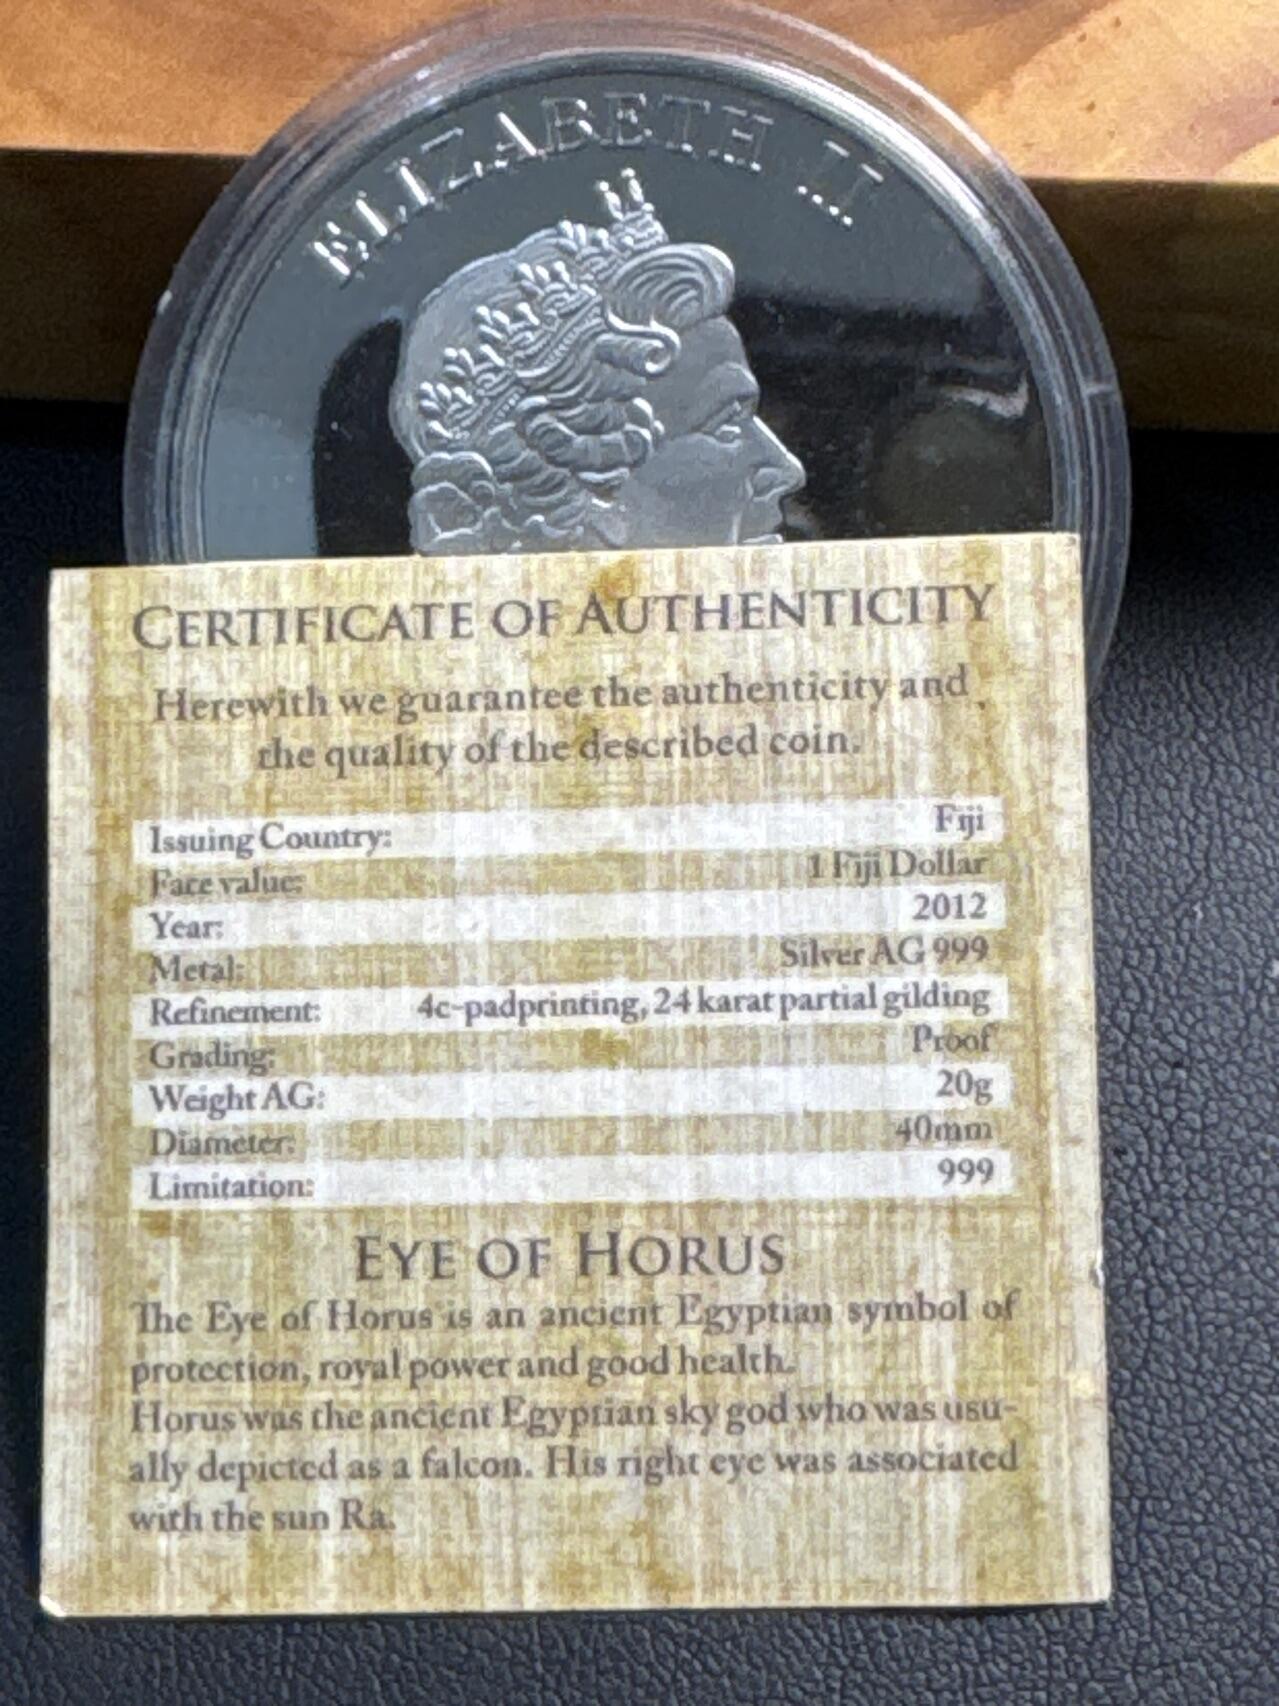 ELIZABETH II
CERTIFICATE OF AUTHENTICITY
Herewith we guarantee the authenticity and
the quality of the described coin.
Issuing Country: Fiji
Face value: 1 Fiji Dollar
Year: 2012
Metal: Silver AG 999
Refinement: 4c-padprinting, 24 karat partial gilding
Grading: Proof
Weight AG: 20g
Diameter: 40mm
Limitation: 999
EYE OF HORUS
The Eye of Horus is an ancient Egyptian symbol of
protection, royal power and good health.
Horus was the ancient Egyptian sky god who was usu-
ally depicted as a falcon. His right eye was associated
with the sun Ra.